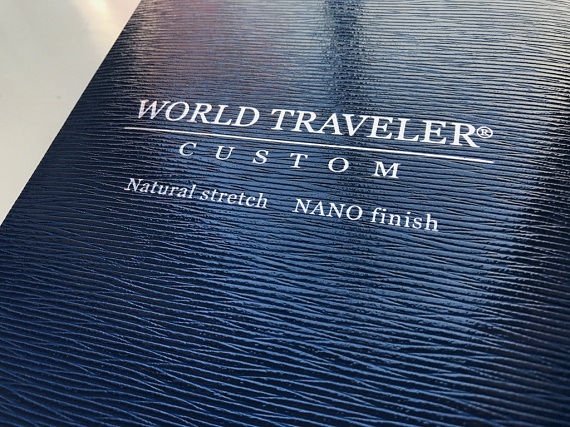 WORLD TRAVELER®
CUSTOM
Natural stretch NANO finish